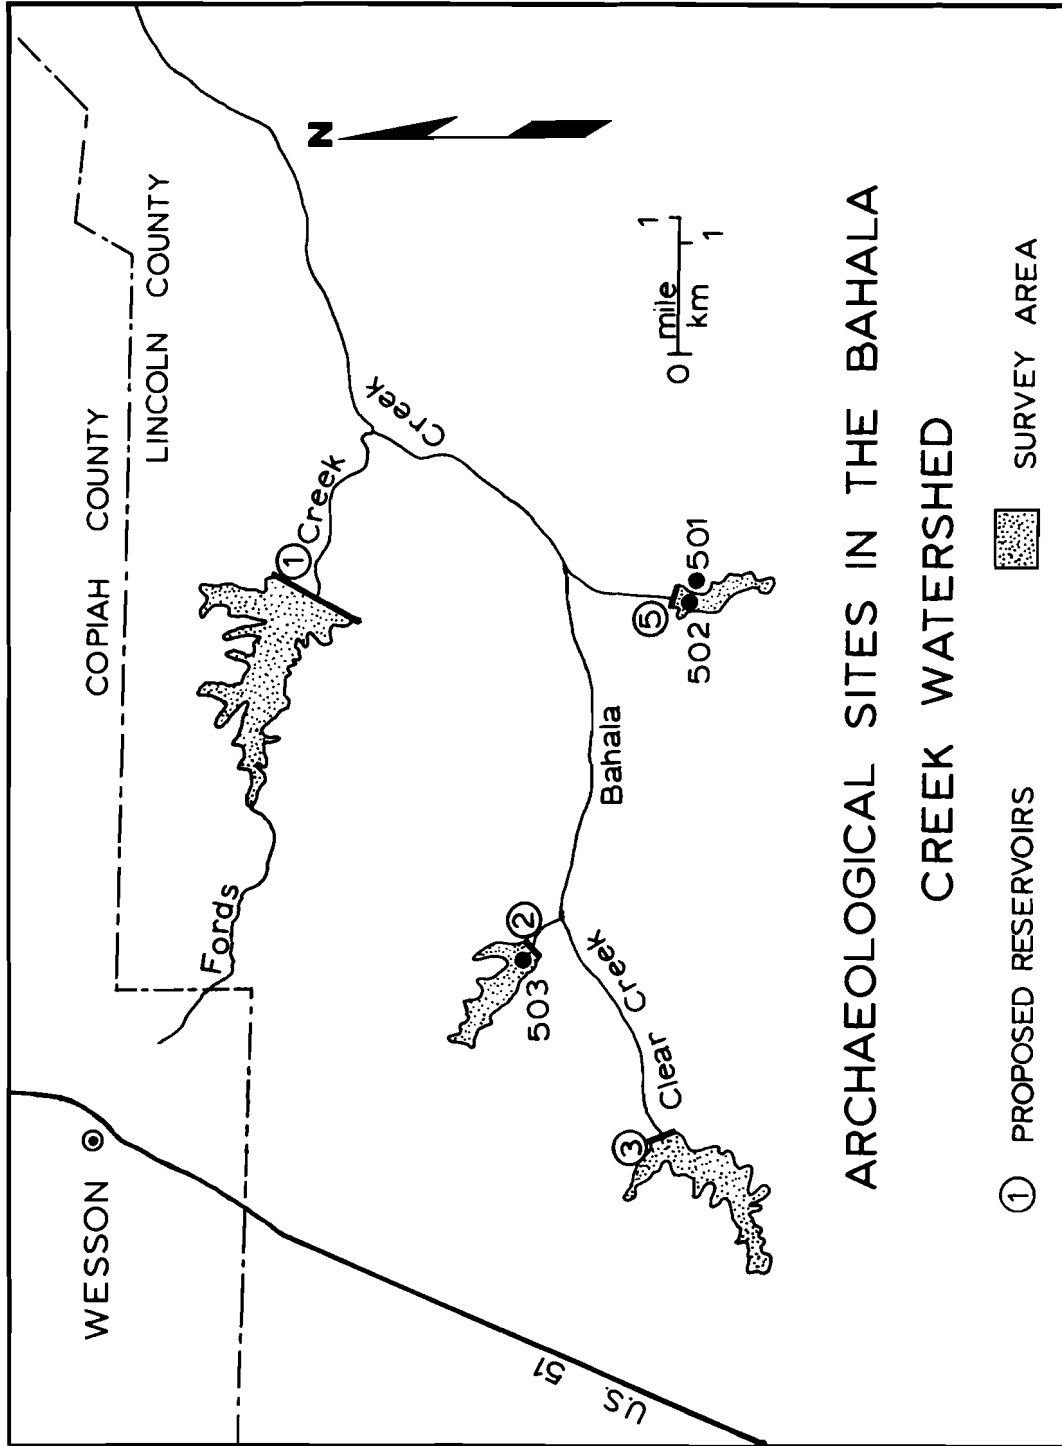 WESSON
COPIAH COUNTY
LINCOLN COUNTY
N
Fords
Creek
1
Creek
2
503
Bahala
Clear Creek
3
5
502
501
U.S. 51
0 mile 1
km 1
ARCHAEOLOGICAL SITES IN THE BAHALA
CREEK WATERSHED
1 PROPOSED RESERVOIRS
SURVEY AREA